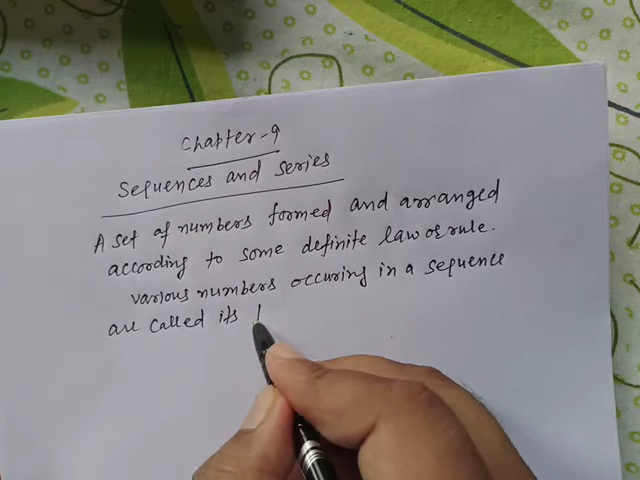 Chapter-9
Sequences and series
A set of numbers formed and arranged
according to some definite law or rule.
various numbers occuring in a sequence
are called its